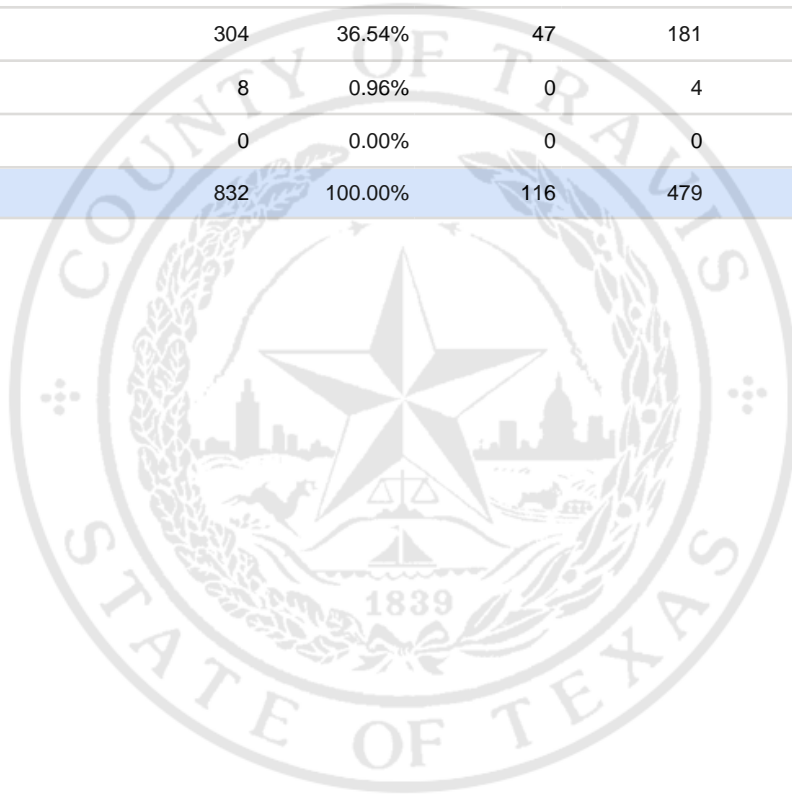 304 36.54% 47 181
8 0.96% 0 4
0 0.00% 0 0
832 100.00% 116 479
COUNTY OF TRAVIS
1839
STATE OF TEXAS